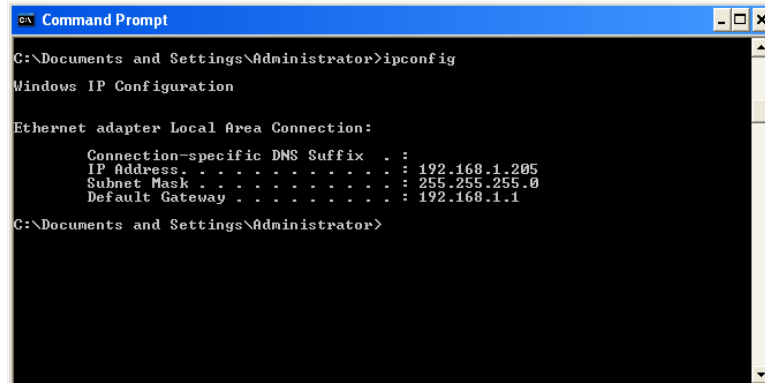 Command Prompt
C:\Documents and Settings\Administrator>ipconfig
Windows IP Configuration
Ethernet adapter Local Area Connection:
Connection-specific DNS Suffix  . :
IP Address. . . . . . . . . . . . : 192.168.1.205
Subnet Mask . . . . . . . . . . . : 255.255.255.0
Default Gateway . . . . . . . . . : 192.168.1.1
C:\Documents and Settings\Administrator>